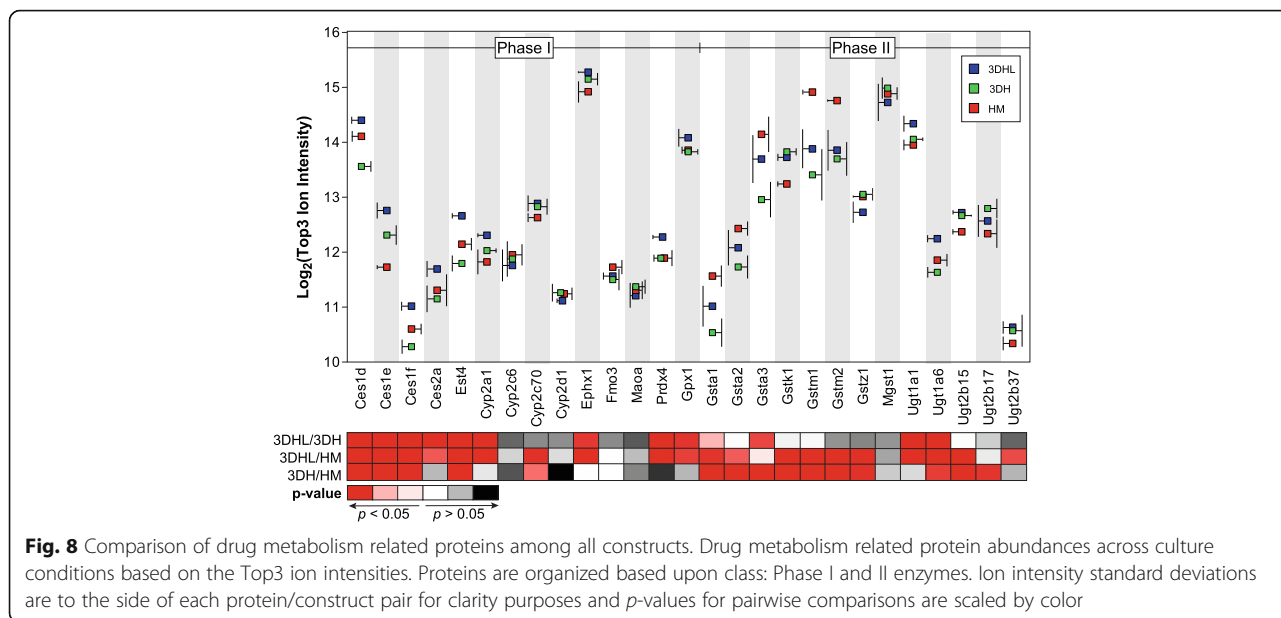 16
15
14
13
12
11
10
Log2(Top3 Ion Intensity)
Phase I
Phase II
3DHL
3DH
HM
Ces1d
Ces1e
Ces1f
Ces2a
Est4
Cyp2a1
Cyp2c6
Cyp2c70
Cyp2d1
Ephx1
Fmo3
Maoa
Prdx4
Gpx1
Gsta1
Gsta2
Gsta3
Gstk1
Gstm1
Gstm2
Gstz1
Mgst1
Ugt1a1
Ugt1a6
Ugt2b15
Ugt2b17
Ugt2b37
3DHL/3DH
3DHL/HM
3DH/HM
p-value
p < 0.05 p > 0.05
Fig. 8 Comparison of drug metabolism related proteins among all constructs. Drug metabolism related protein abundances across culture
conditions based on the Top3 ion intensities. Proteins are organized based upon class: Phase I and II enzymes. Ion intensity standard deviations
are to the side of each protein/construct pair for clarity purposes and p-values for pairwise comparisons are scaled by color